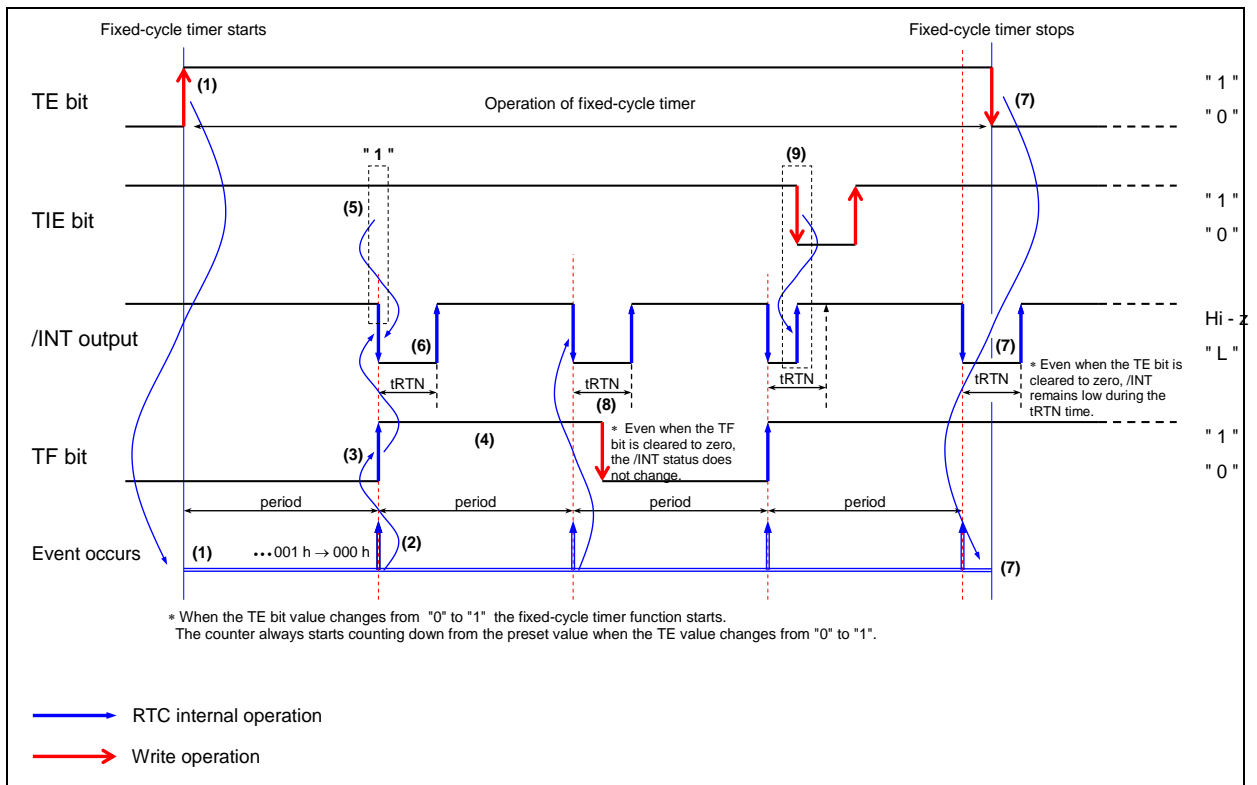 Fixed-cycle timer starts
Fixed-cycle timer stops
TE bit
(1)
Operation of fixed-cycle timer
(7)
" 1 "
" 0 "
" 1 "
(9)
TIE bit
(5)
" 1 "
" 0 "
/INT output
(6)
(7)
Hi - z
" L "
tRTN
tRTN
tRTN
tRTN
∗ Even when the TE bit is
cleared to zero, /INT
remains low during the
tRTN time.
(8)
TF bit
(3)
(4)
∗ Even when the TF
bit is cleared to zero,
the /INT status does
not change.
" 1 "
" 0 "
period
period
period
period
Event occurs
(1)
•••001 h → 000 h
(2)
(7)
∗ When the TE bit value changes from "0" to "1" the fixed-cycle timer function starts.
The counter always starts counting down from the preset value when the TE value changes from "0" to "1".
RTC internal operation
Write operation